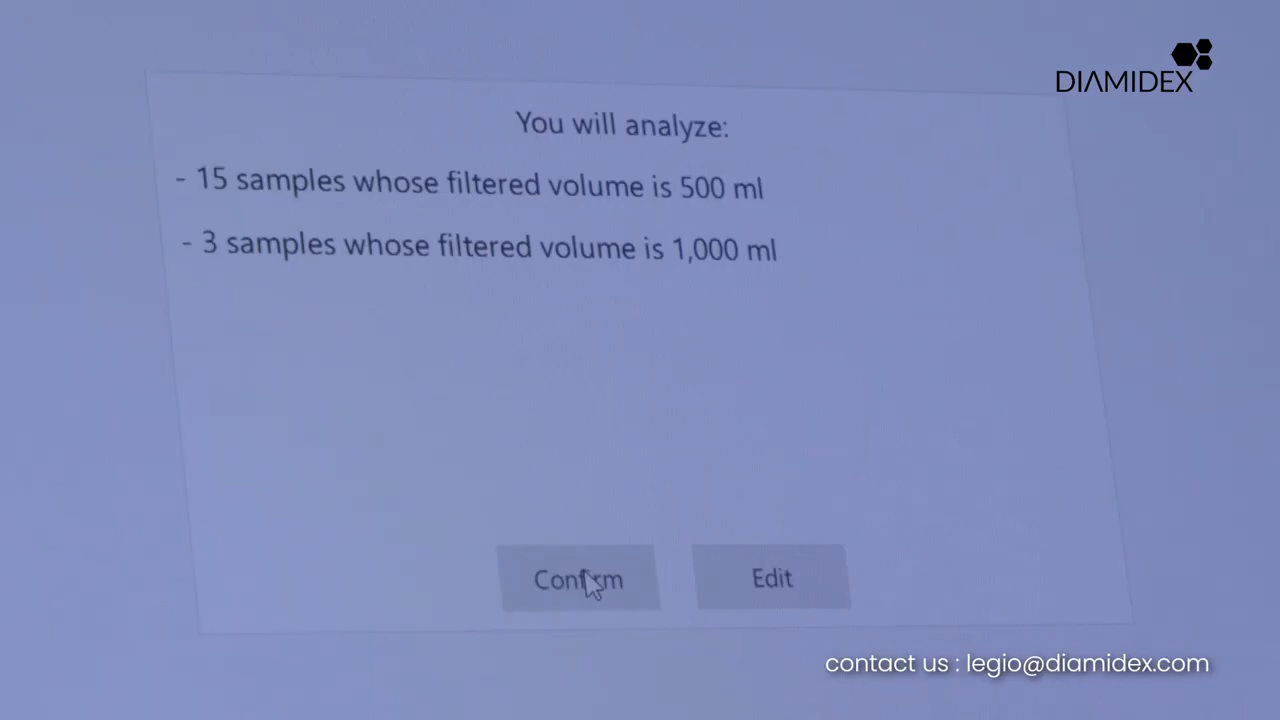 DIAMIDEX
You will analyze:
- 15 samples whose filtered volume is 500 ml
- 3 samples whose filtered volume is 1,000 ml
Confirm
Edit
contact us : legio@diamidex.com